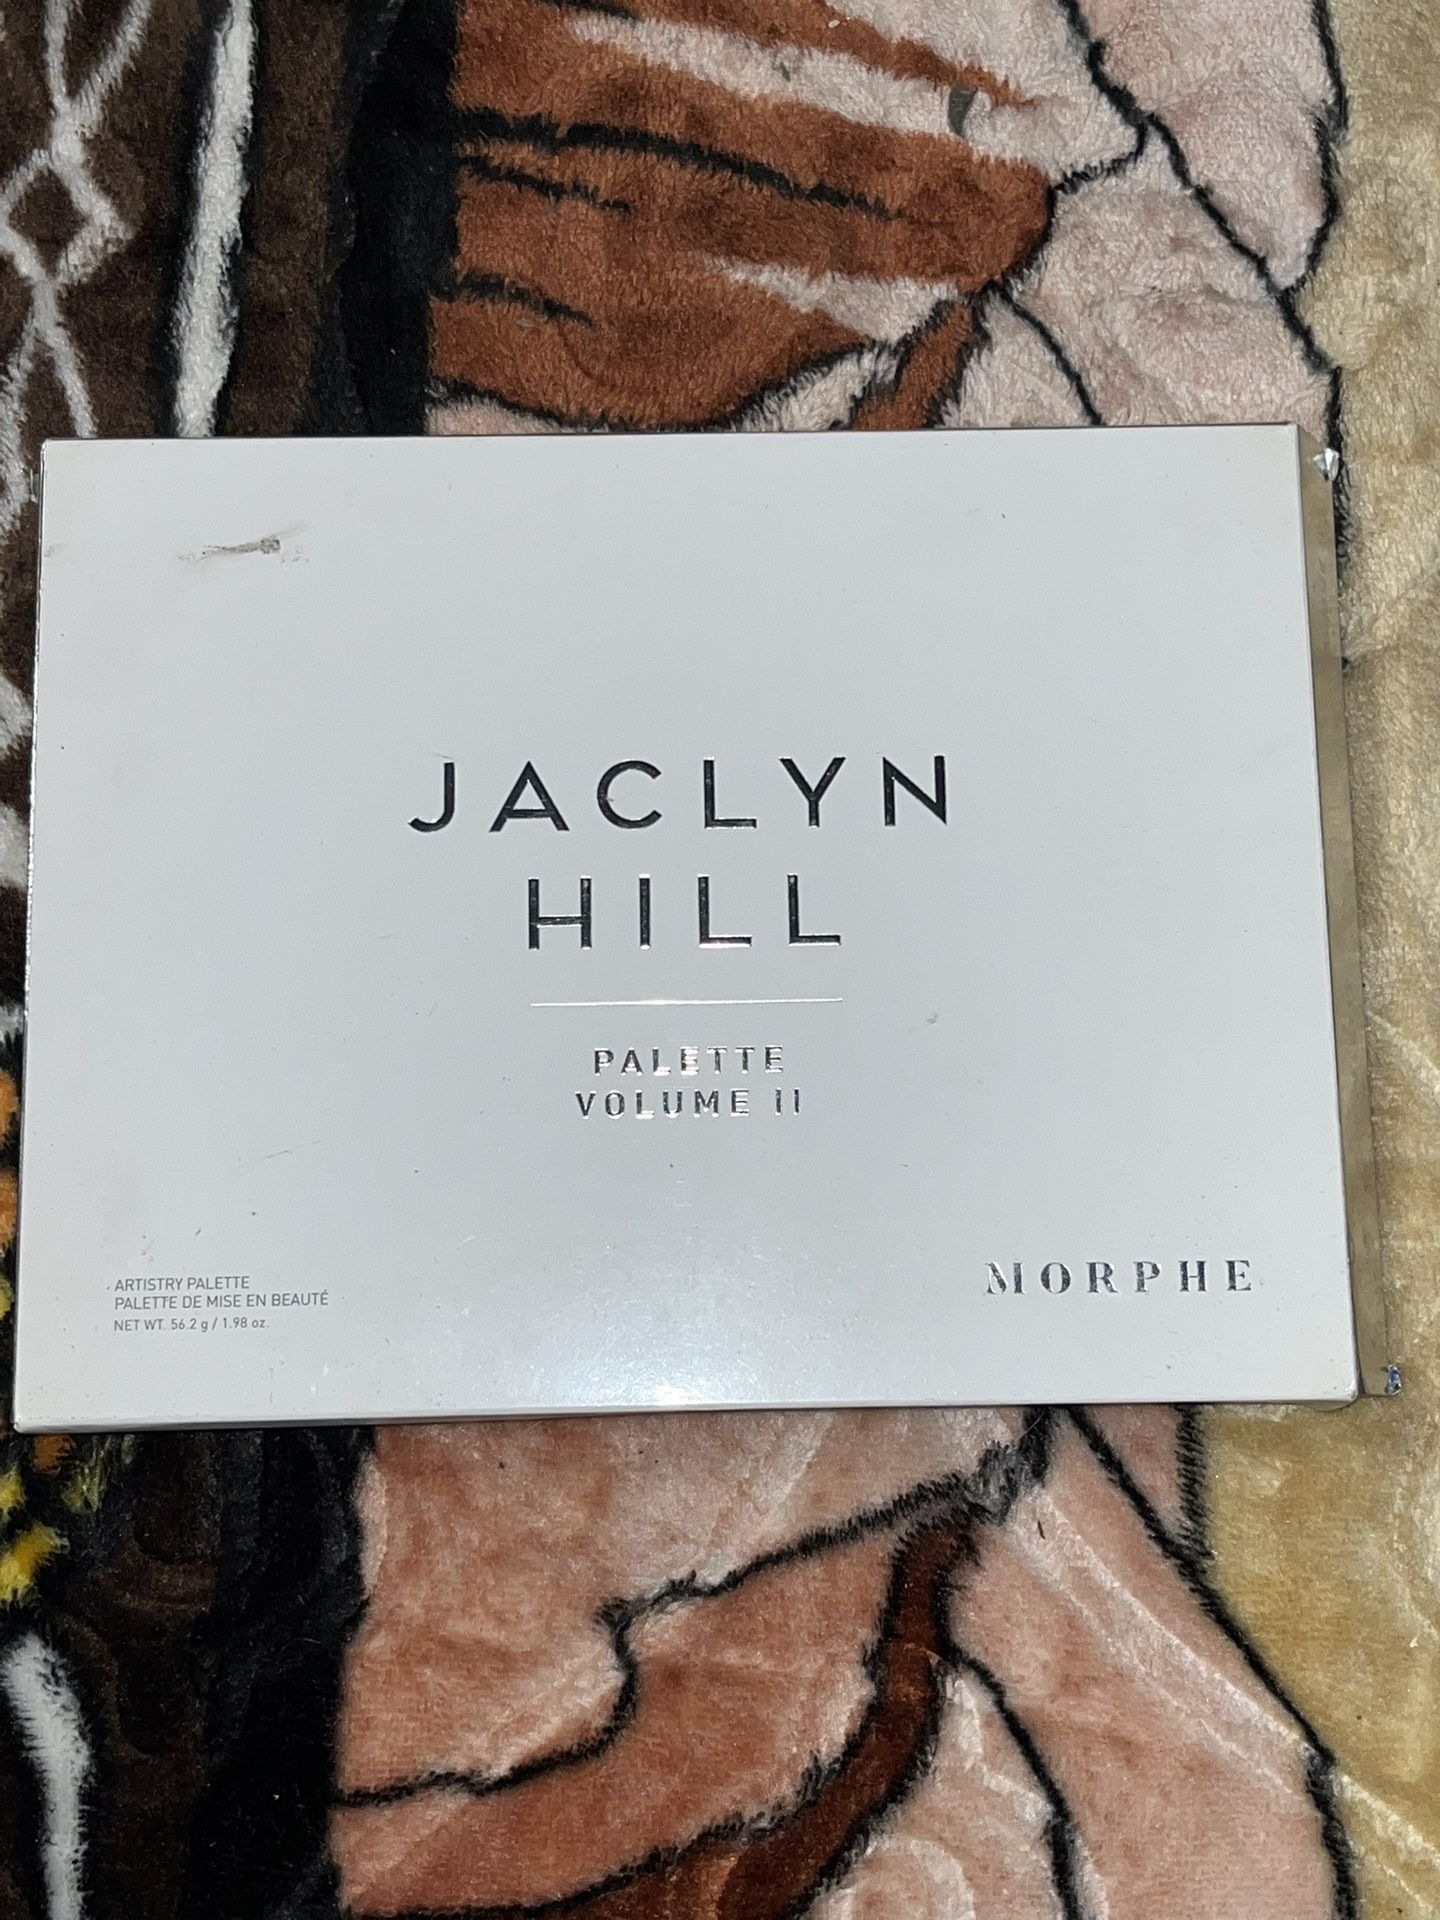 JACLYN
HILL
PALETTE
VOLUME II
ARTISTRY PALETTE
PALETTE DE MISE EN BEAUTÉ
NET WT. 56.2 g / 1.98 oz.
MORPHE